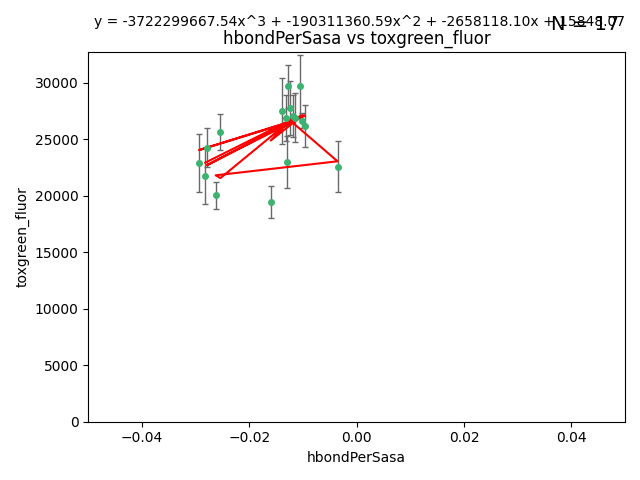 y = -3722299667.54x^3 + -190311360.59x^2 + -2658118.10x + 15848.07
N = 17
hbondPerSasa vs toxgreen_fluor
toxgreen_fluor
30000
25000
20000
15000
10000
5000
0
−0.04
−0.02
0.00
0.02
0.04
hbondPerSasa